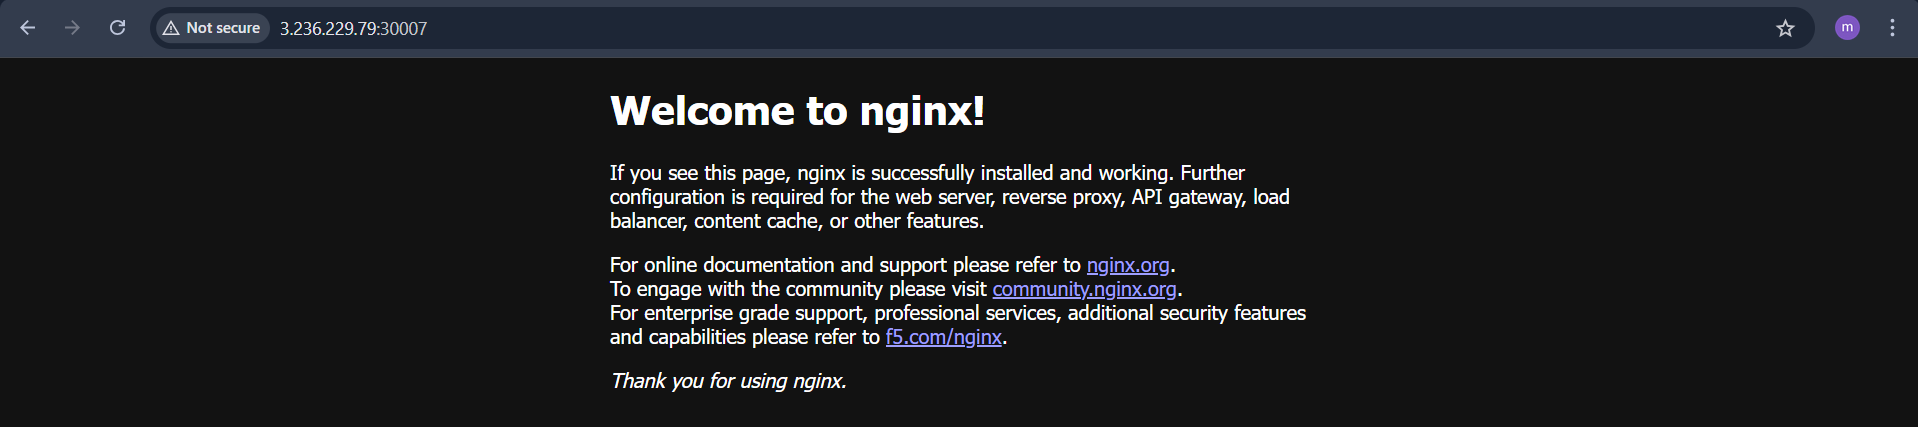 Not secure 3.236.229.79:30007 m
Welcome to nginx!
If you see this page, nginx is successfully installed and working. Further
configuration is required for the web server, reverse proxy, API gateway, load
balancer, content cache, or other features.
For online documentation and support please refer to nginx.org.
To engage with the community please visit community.nginx.org.
For enterprise grade support, professional services, additional security features
and capabilities please refer to f5.com/nginx.
Thank you for using nginx.